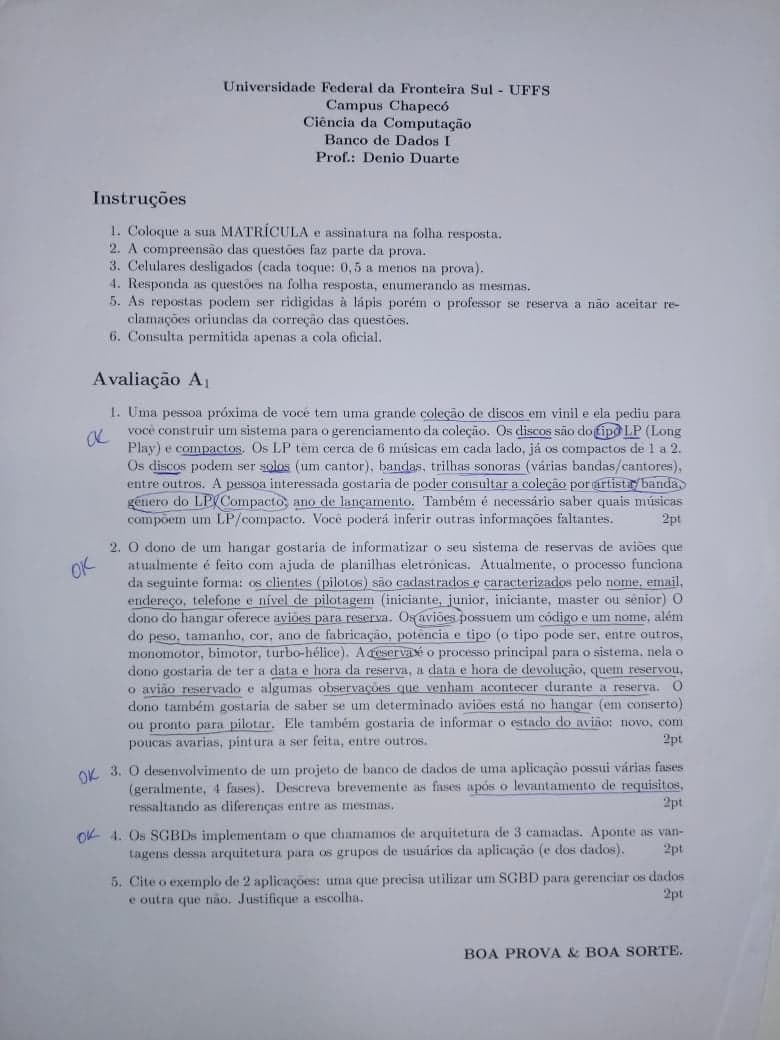 Universidade Federal da Fronteira Sul - UFFS
Campus Chapecó
Ciência da Computação
Banco de Dados I
Prof.: Denio Duarte
Instruções
1. Coloque a sua MATRÍCULA e assinatura na folha resposta.
2. A compreensão das questões faz parte da prova.
3. Celulares desligados (cada toque: 0,5 a menos na prova).
4. Responda as questões na folha resposta, enumerando as mesmas.
5. As repostas podem ser ridigidas à lápis porém o professor se reserva a não aceitar re-
clamações oriundas da correção das questões.
6. Consulta permitida apenas a cola oficial.
Avaliação A1
1. Uma pessoa próxima de você tem uma grande coleção de discos em vinil e ela pediu para
você construir um sistema para o gerenciamento da coleção. Os discos são do tipo LP (Long
OK Play) e compactos. Os LP têm cerca de 6 músicas em cada lado, já os compactos de 1 a 2.
Os discos podem ser solos (um cantor), bandas, trilhas sonoras (várias bandas/cantores),
entre outros. A pessoa interessada gostaria de poder consultar a coleção por artista/banda,
gênero do LP/Compacto, ano de lançamento. Também é necessário saber quais músicas
compõem um LP/compacto. Você poderá inferir outras informações faltantes. 2pt
2. O dono de um hangar gostaria de informatizar o seu sistema de reservas de aviões que
OK atualmente é feito com ajuda de planilhas eletrônicas. Atualmente, o processo funciona
da seguinte forma: os clientes (pilotos) são cadastrados e caracterizados pelo nome, email,
endereço, telefone e nível de pilotagem (iniciante, junior, iniciante, master ou sênior) O
dono do hangar oferece aviões para reserva. Os aviões possuem um código e um nome, além
do peso, tamanho, cor, ano de fabricação, potência e tipo (o tipo pode ser, entre outros,
monomotor, bimotor, turbo-hélice). A reserva é o processo principal para o sistema, nela o
dono gostaria de ter a data e hora da reserva, a data e hora de devolução, quem reservou,
o avião reservado e algumas observações que venham acontecer durante a reserva. O
dono também gostaria de saber se um determinado aviões está no hangar (em conserto)
ou pronto para pilotar. Ele também gostaria de informar o estado do avião: novo, com
poucas avarias, pintura a ser feita, entre outros. 2pt
OK 3. O desenvolvimento de um projeto de banco de dados de uma aplicação possui várias fases
(geralmente, 4 fases). Descreva brevemente as fases após o levantamento de requisitos,
ressaltando as diferenças entre as mesmas. 2pt
OK 4. Os SGBDs implementam o que chamamos de arquitetura de 3 camadas. Aponte as van-
tagens dessa arquitetura para os grupos de usuários da aplicação (e dos dados). 2pt
5. Cite o exemplo de 2 aplicações: uma que precisa utilizar um SGBD para gerenciar os dados
e outra que não. Justifique a escolha. 2pt
BOA PROVA & BOA SORTE.